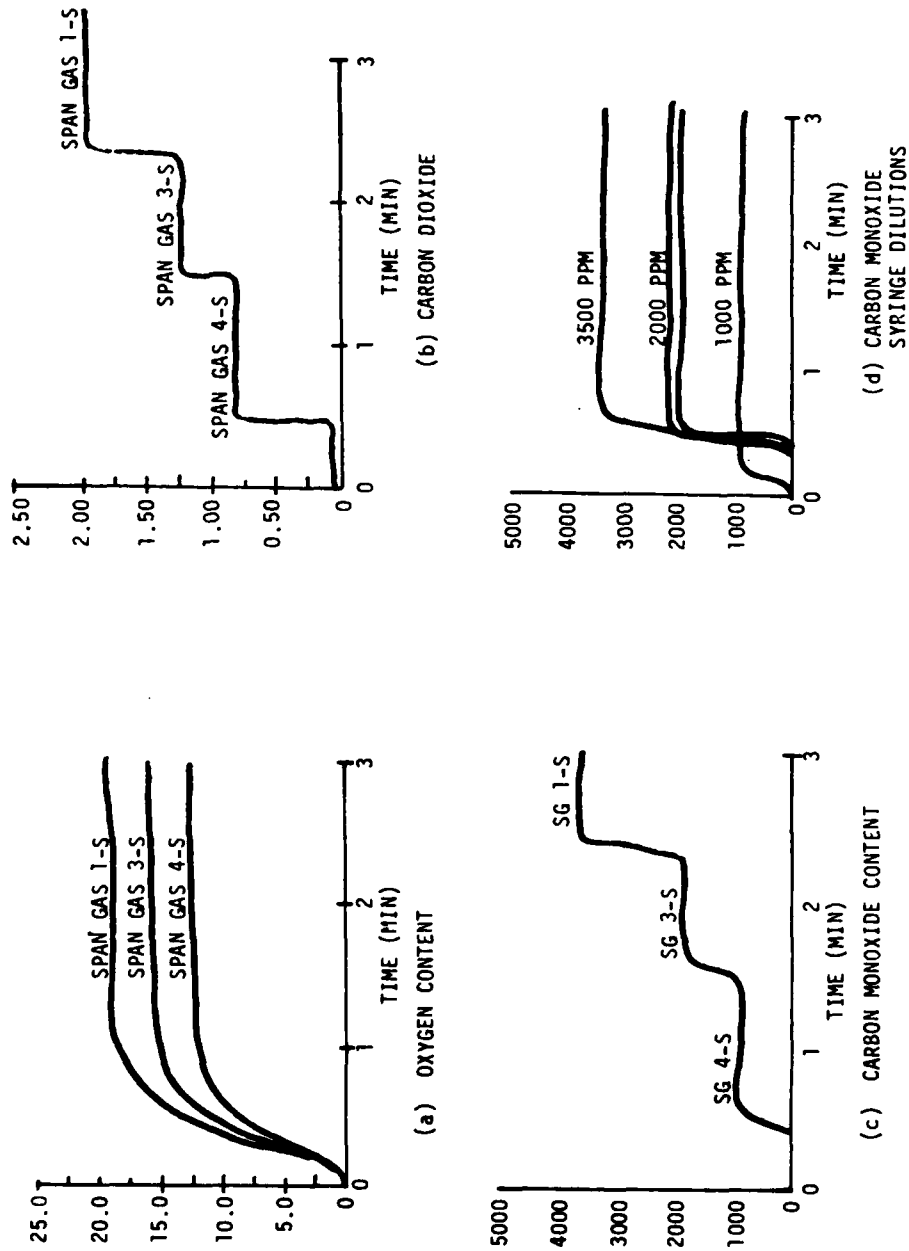 25.0
20.0
15.0
10.0
5.0
0
SPAN GAS 1-S
SPAN GAS 3-S
SPAN GAS 4-S
1
2
3
TIME (MIN)
(a) OXYGEN CONTENT
2.50
2.00
1.50
1.00
0.50
0
SPAN GAS 1-S
SPAN GAS 3-S
SPAN GAS 4-S
0
1
2
3
TIME (MIN)
(b) CARBON DIOXIDE
5000
4000
3000
2000
1000
0
SG 1-S
SG 3-S
SG 4-S
0
1
2
3
TIME (MIN)
(c) CARBON MONOXIDE CONTENT
5000
4000
3000
2000
1000
0
3500 PPM
2000 PPM
1000 PPM
0
1
2
3
TIME (MIN)
(d) CARBON MONOXIDE
SYRINGE DILUTIONS